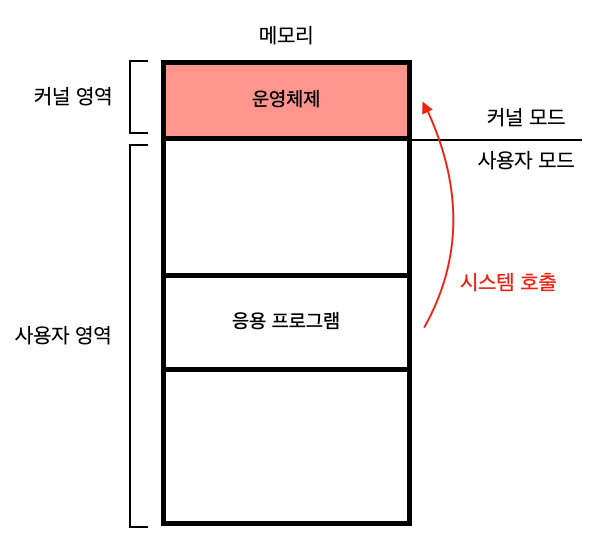 메모리
커널 영역
운영체제
커널 모드
사용자 모드
시스템 호출
응용 프로그램
사용자 영역